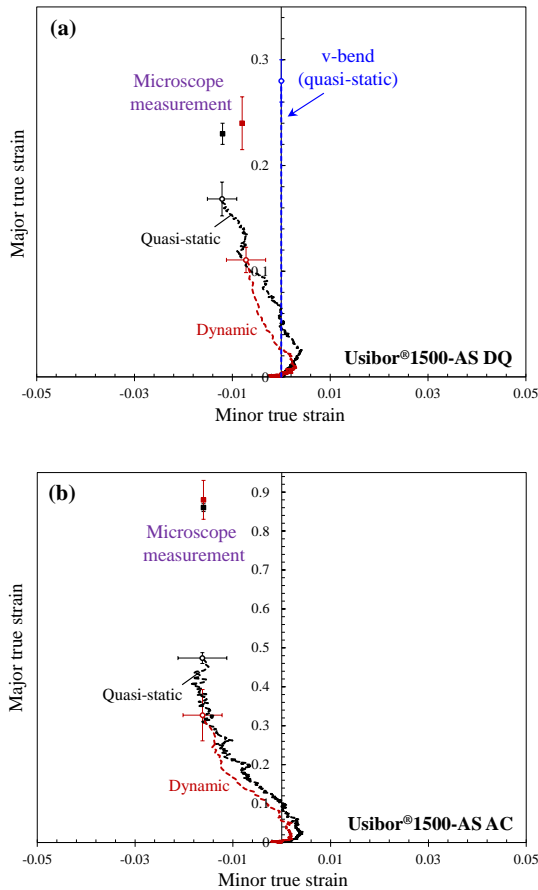 (a)
0.3
v-bend
(quasi-static)
Microscope
measurement
0.2
Major true strain
Quasi-static
0.1
Dynamic
Usibor®1500-AS DQ
0
-0.05 -0.03 -0.01 0.01 0.03 0.05
Minor true strain
(b)
0.9
0.8
Microscope
measurement
0.7
0.6
Major true strain
0.5
Quasi-static
0.4
0.3
0.2
Dynamic
0.1
Usibor®1500-AS AC
0
-0.05 -0.03 -0.01 0.01 0.03 0.05
Minor true strain